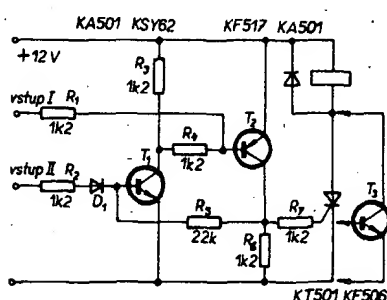 KA501 KSY62 KF517 KA501
+12V
R3
1k2
vstup I R1
1k2
R4
1k2
T2
T1
vstup II R2
1k2
D1
R5
22k
R7
1k2
R6
1k2
T3
KT501 KF506